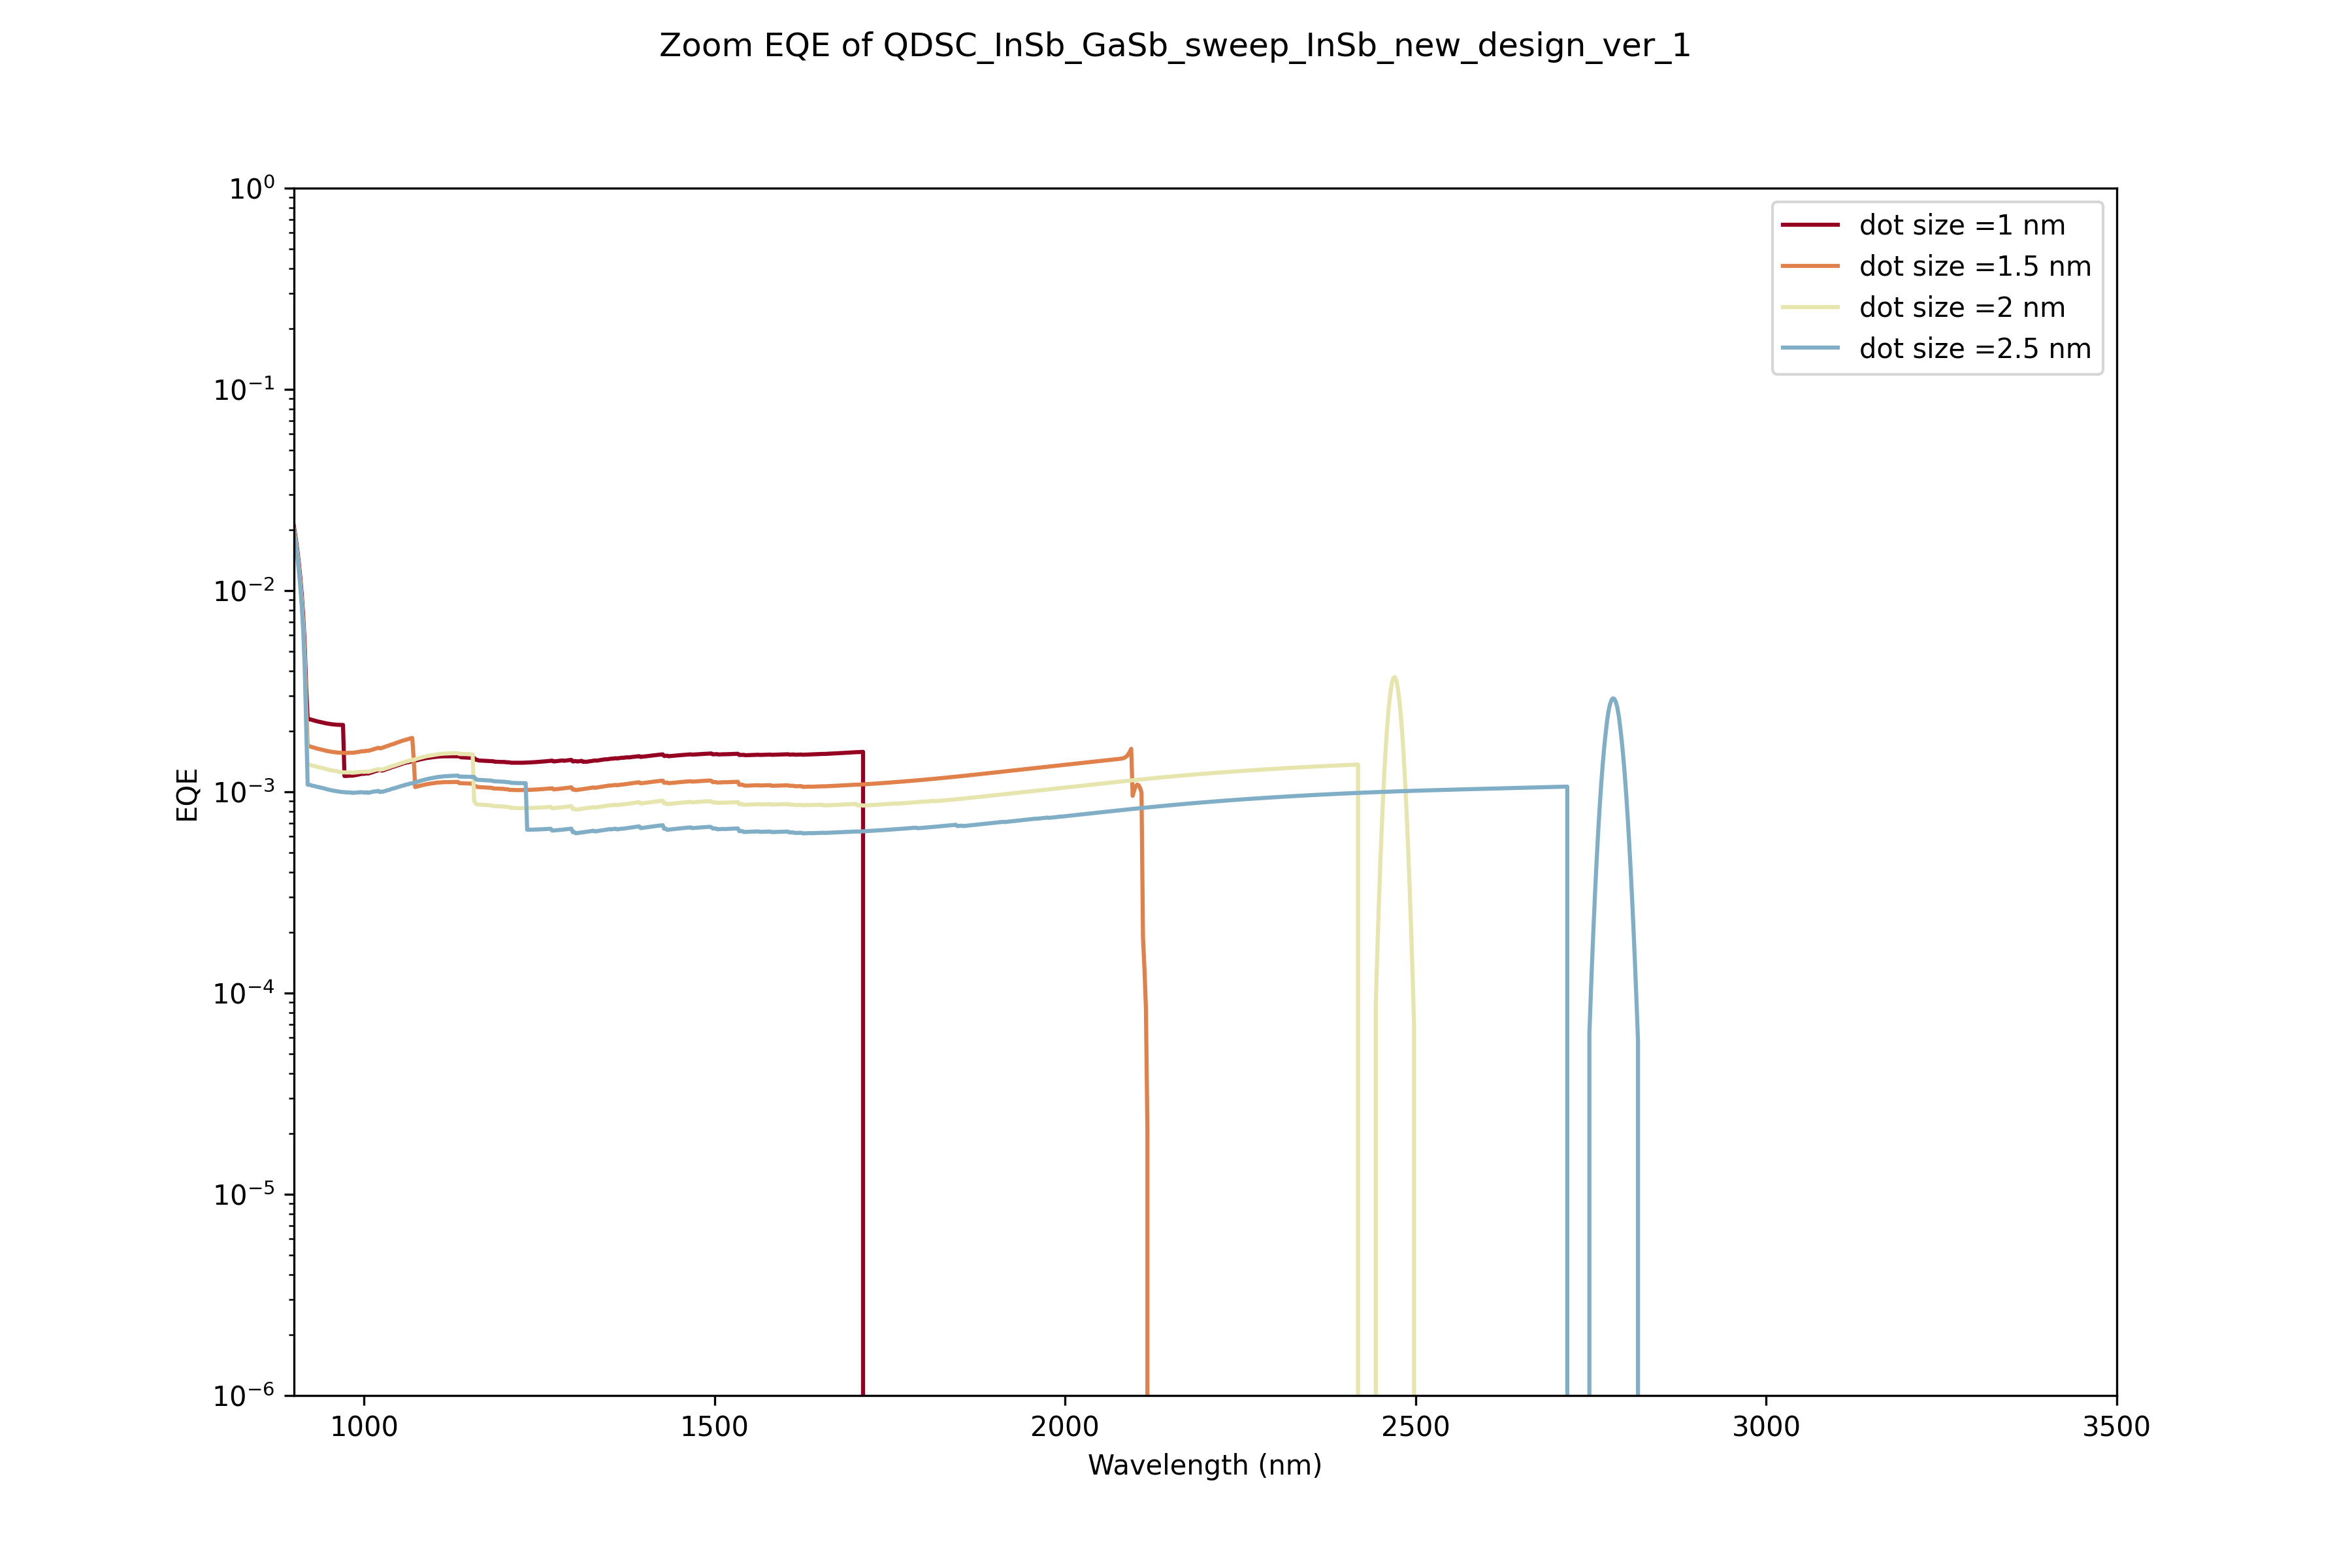 Zoom EQE of QDSC_InSb_GaSb_sweep_InSb_new_design_ver_1
dot size =1 nm
dot size =1.5 nm
dot size =2 nm
dot size =2.5 nm
EQE
10⁰
10⁻¹
10⁻²
10⁻³
10⁻⁴
10⁻⁵
10⁻⁶
1000 1500 2000 2500 3000 3500
Wavelength (nm)